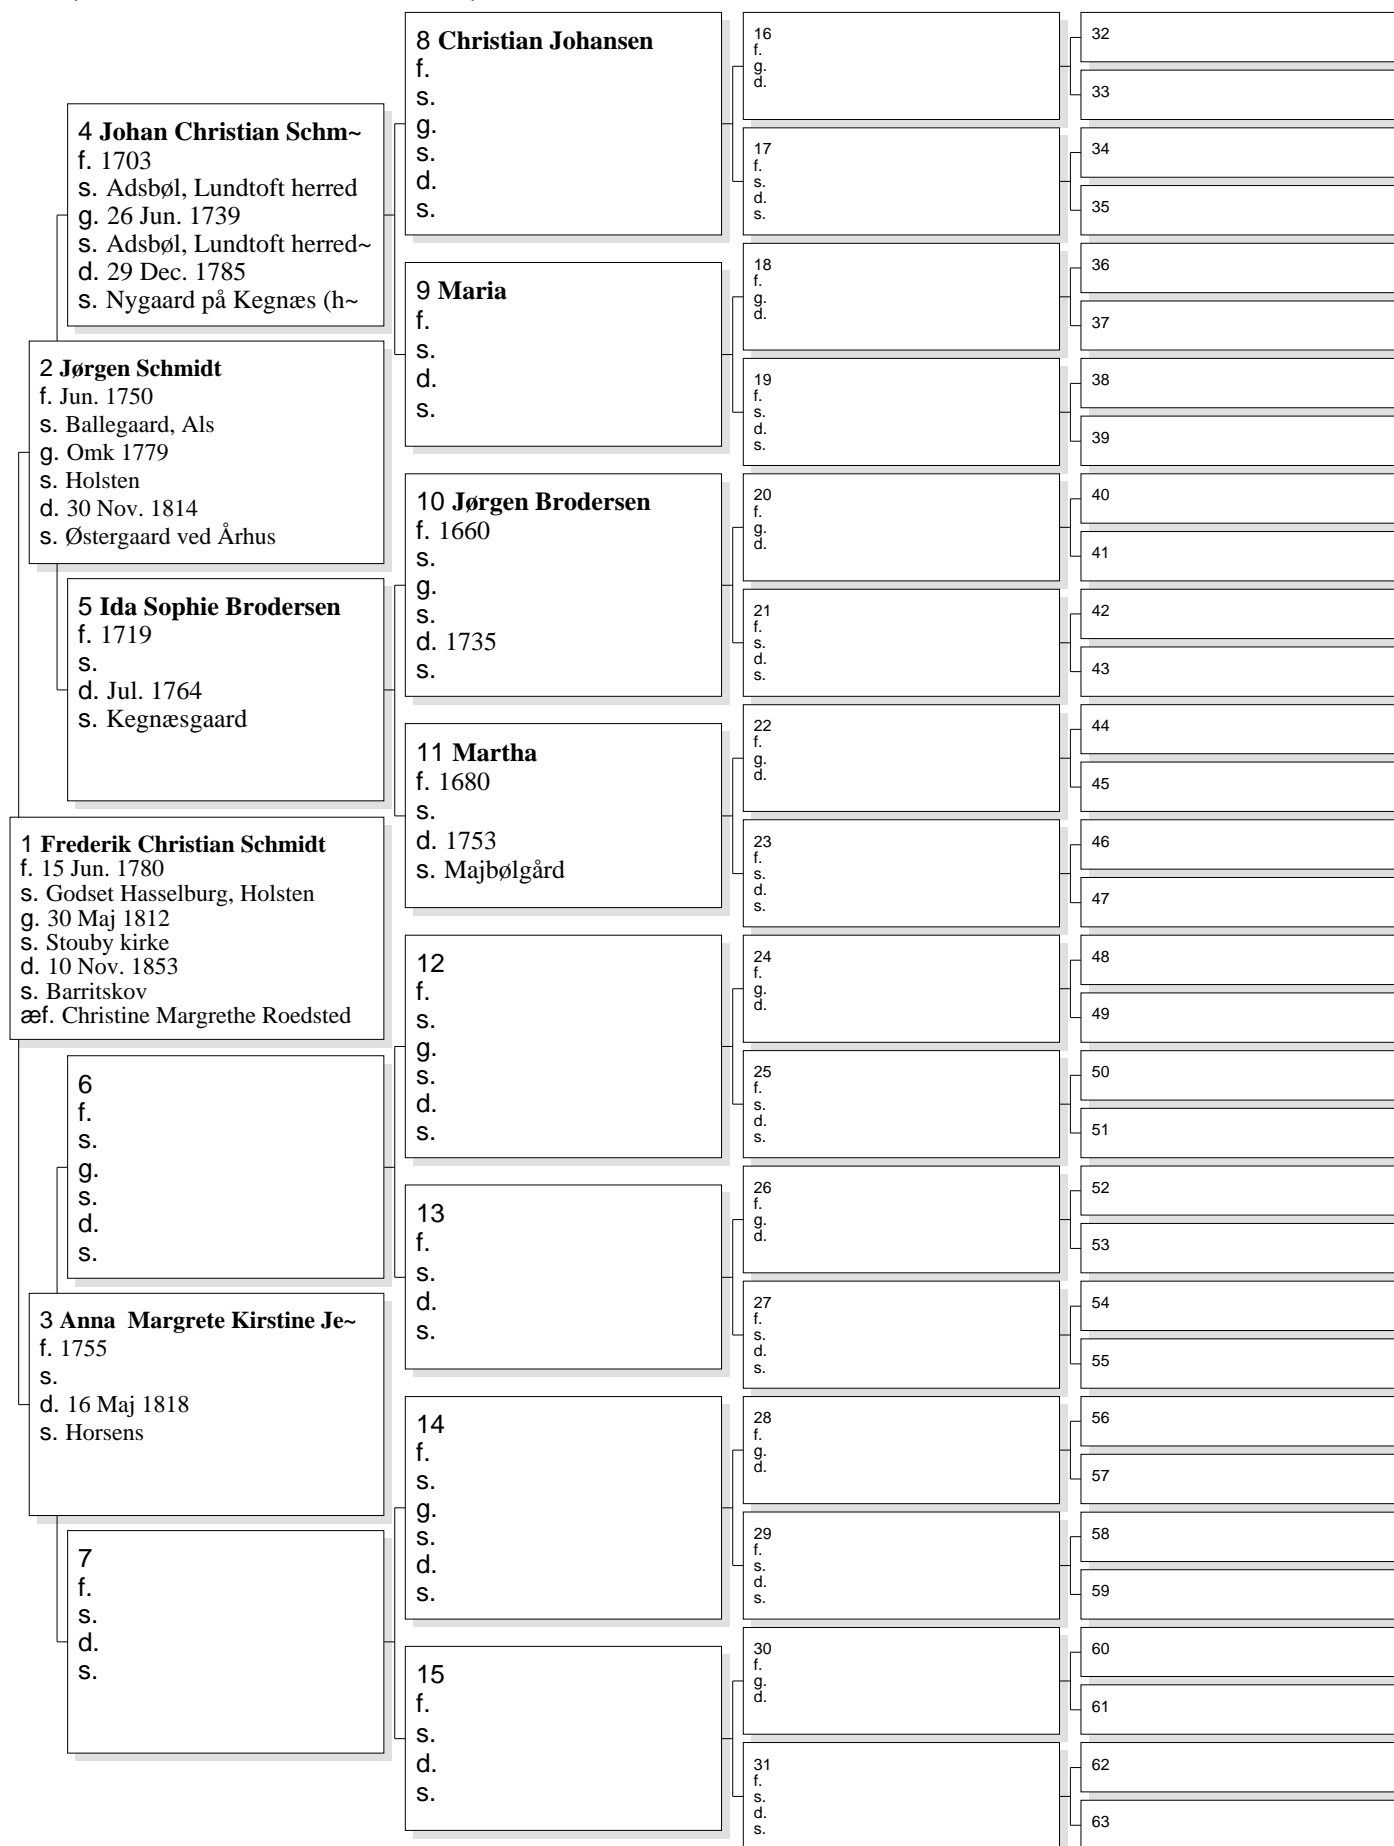 8 Christian Johansen
f.
s.
g.
s.
d.
s.
4 Johan Christian Schm~
f. 1703
s. Adsbøl, Lundtoft herred
g. 26 Jun. 1739
s. Adsbøl, Lundtoft herred~
d. 29 Dec. 1785
s. Nygaard på Kegnæs (h~
9 Maria
f.
s.
d.
s.
2 Jørgen Schmidt
f. Jun. 1750
s. Ballegaard, Als
g. Omk 1779
s. Holsten
d. 30 Nov. 1814
s. Østergaard ved Århus
10 Jørgen Brodersen
f. 1660
s.
g.
s.
d. 1735
s.
5 Ida Sophie Brodersen
f. 1719
s.
d. Jul. 1764
s. Kegnæsgaard
11 Martha
f. 1680
s.
d. 1753
s. Majbølgård
1 Frederik Christian Schmidt
f. 15 Jun. 1780
s. Godset Hasselburg, Holsten
g. 30 Maj 1812
s. Stouby kirke
d. 10 Nov. 1853
s. Barritskov
æf. Christine Margrethe Roedsted
12
f.
s.
g.
s.
d.
s.
6
f.
s.
g.
s.
d.
s.
13
f.
s.
d.
s.
3 Anna  Margrete Kirstine Je~
f. 1755
s.
d. 16 Maj 1818
s. Horsens
14
f.
s.
g.
s.
d.
s.
7
f.
s.
d.
s.
15
f.
s.
d.
s.
16
f.
g.
d.
17
f.
s.
d.
s.
18
f.
g.
d.
19
f.
s.
d.
s.
20
f.
g.
d.
21
f.
s.
d.
s.
22
f.
g.
d.
23
f.
s.
d.
s.
24
f.
g.
d.
25
f.
s.
d.
s.
26
f.
g.
d.
27
f.
s.
d.
s.
28
f.
g.
d.
29
f.
s.
d.
s.
30
f.
g.
d.
31
f.
s.
d.
s.
32
33
34
35
36
37
38
39
40
41
42
43
44
45
46
47
48
49
50
51
52
53
54
55
56
57
58
59
60
61
62
63